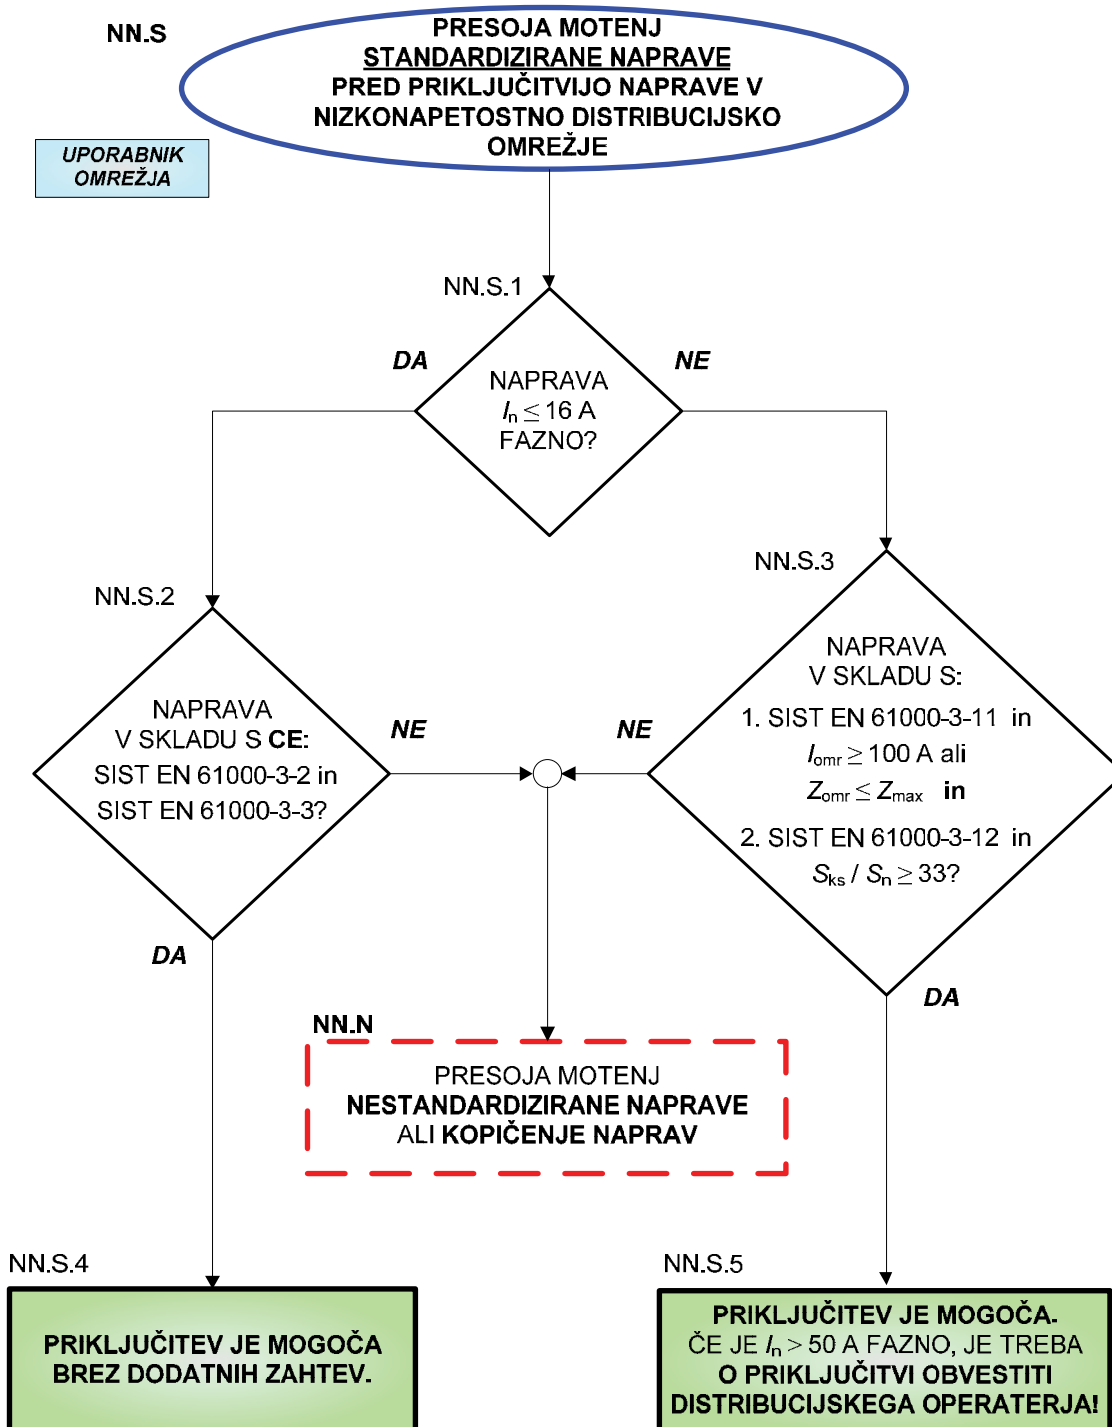 NN.S
PRESOJA MOTENJ
STANDARDIZIRANE NAPRAVE
PRED PRIKLJUČITVIJO NAPRAVE V
NIZKONAPETOSTNO DISTRIBUCIJSKO
OMREŽJE
UPORABNIK
OMREŽJA
NN.S.1
DA
NE
NAPRAVA
In ≤ 16 A
FAZNO?
NN.S.2
NAPRAVA
V SKLADU S CE:
SIST EN 61000-3-2 in
SIST EN 61000-3-3?
NE
DA
NN.S.3
NAPRAVA
V SKLADU S:
1. SIST EN 61000-3-11 in
Iomr ≥ 100 A ali
Zomr ≤ Zmax in
2. SIST EN 61000-3-12 in
Sks / Sn ≥ 33?
NE
DA
NN.N
PRESOJA MOTENJ
NESTANDARDIZIRANE NAPRAVE
ALI KOPIČENJE NAPRAV
NN.S.4
PRIKLJUČITEV JE MOGOČA
BREZ DODATNIH ZAHTEV.
NN.S.5
PRIKLJUČITEV JE MOGOČA.
ČE JE In > 50 A FAZNO, JE TREBA
O PRIKLJUČITVI OBVESTITI
DISTRIBUCIJSKEGA OPERATERJA!